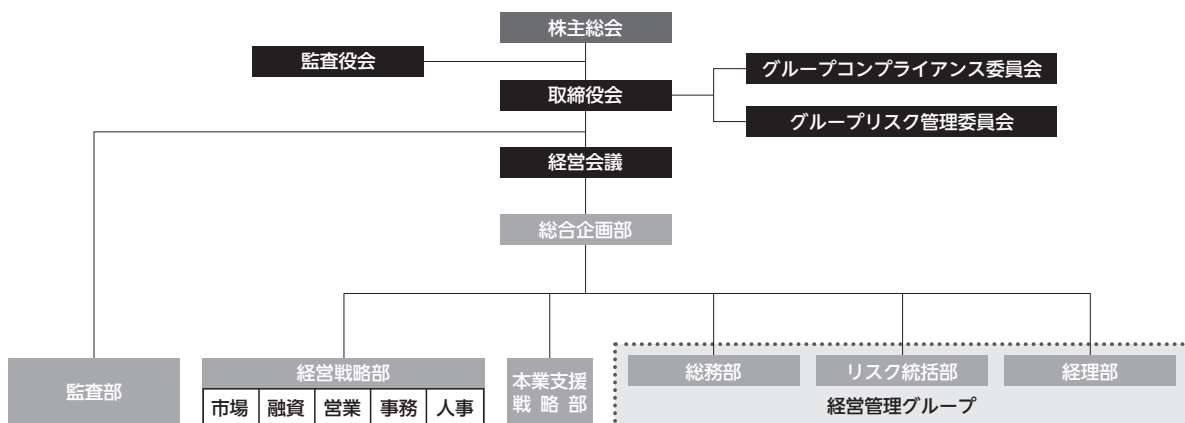 株主総会
監査役会
グループコンプライアンス委員会
取締役会
グループリスク管理委員会
経営会議
総合企画部
監査部
経営戦略部
市場
融資
営業
事務
人事
本業支援
戦略部
総務部
リスク統括部
経理部
経営管理グループ